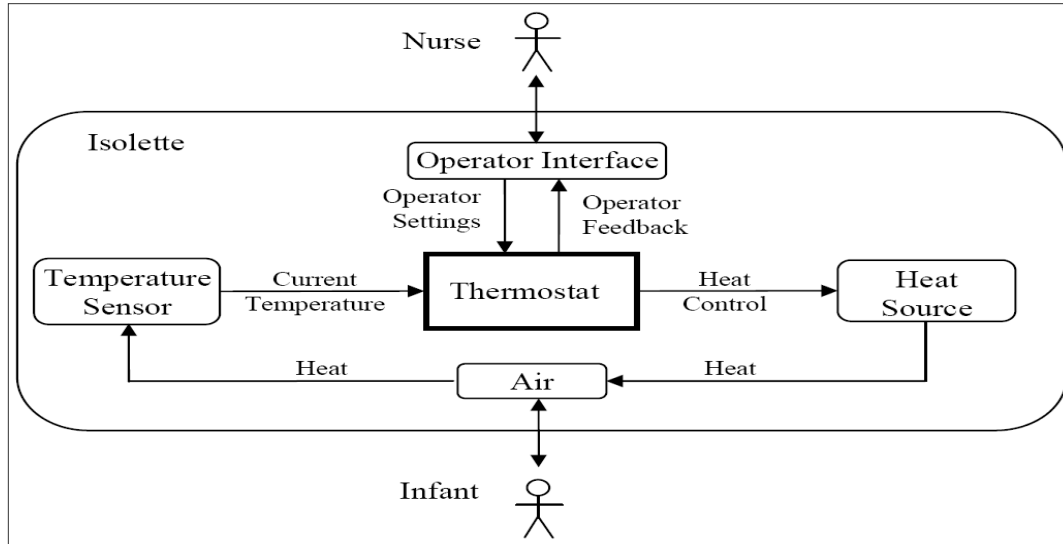 Nurse
Isolette
Operator Interface
Operator
Settings
Operator
Feedback
Temperature
Sensor
Current
Temperature
Thermostat
Heat
Control
Heat
Source
Heat
Air
Heat
Infant